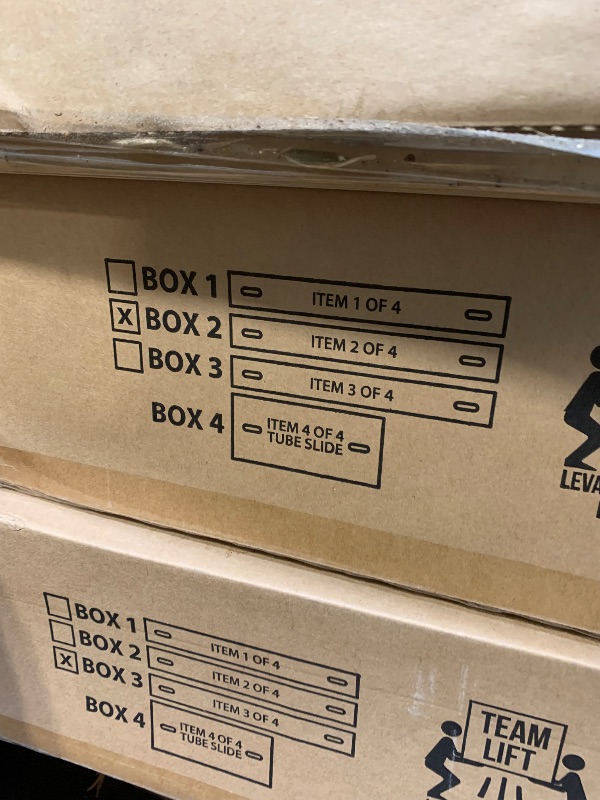 BOX 1 ITEM 1 OF 4
X BOX 2 ITEM 2 OF 4
BOX 3 ITEM 3 OF 4
BOX 4 ITEM 4 OF 4
TUBE SLIDE
LEVA
BOX 1 ITEM 1 OF 4
BOX 2 ITEM 2 OF 4
X BOX 3 ITEM 3 OF 4
BOX 4 ITEM 4 OF 4
TUBE SLIDE
TEAM
LIFT